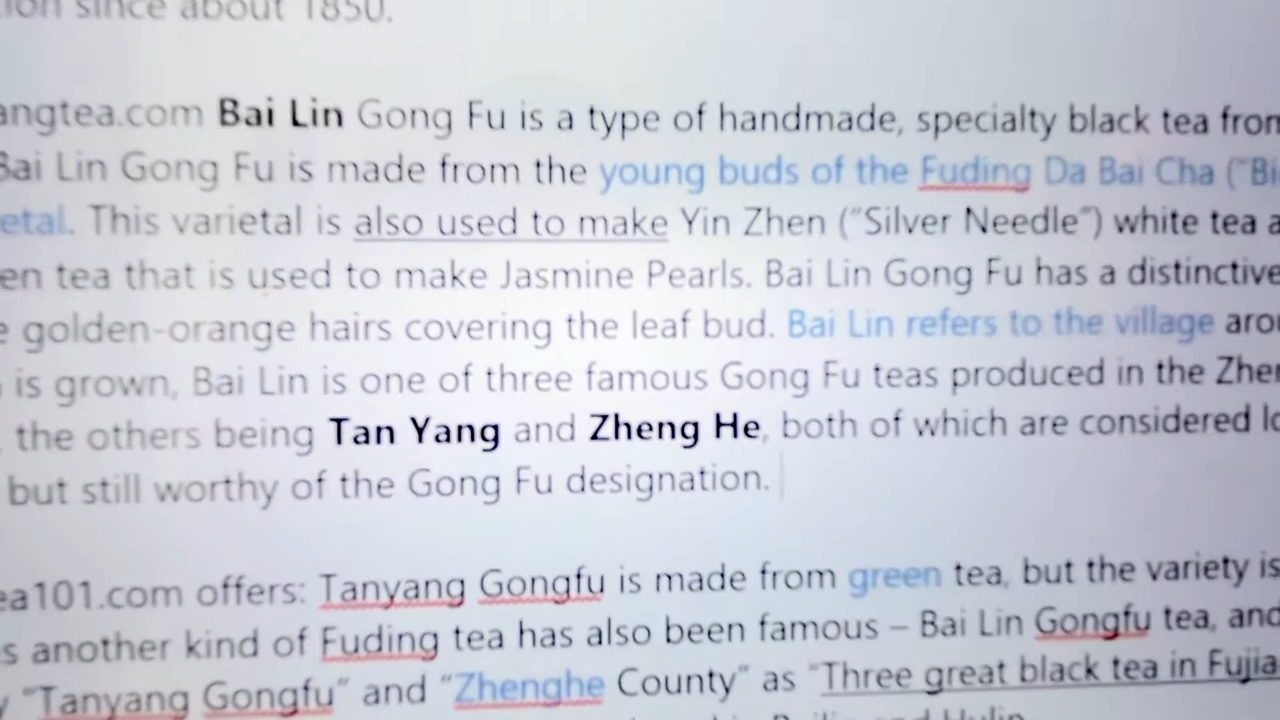 ion since about 1850.
angtea.com Bai Lin Gong Fu is a type of handmade, specialty black tea from
Bai Lin Gong Fu is made from the young buds of the Fuding Da Bai Cha ("Bi
etal. This varietal is also used to make Yin Zhen ("Silver Needle") white tea a
en tea that is used to make Jasmine Pearls. Bai Lin Gong Fu has a distinctive
e golden-orange hairs covering the leaf bud. Bai Lin refers to the village arou
is grown, Bai Lin is one of three famous Gong Fu teas produced in the Zhen
, the others being Tan Yang and Zheng He, both of which are considered lo
but still worthy of the Gong Fu designation.
ea101.com offers: Tanyang Gongfu is made from green tea, but the variety is
s another kind of Fuding tea has also been famous – Bai Lin Gongfu tea, and
y "Tanyang Gongfu" and "Zhenghe County" as "Three great black tea in Fujia